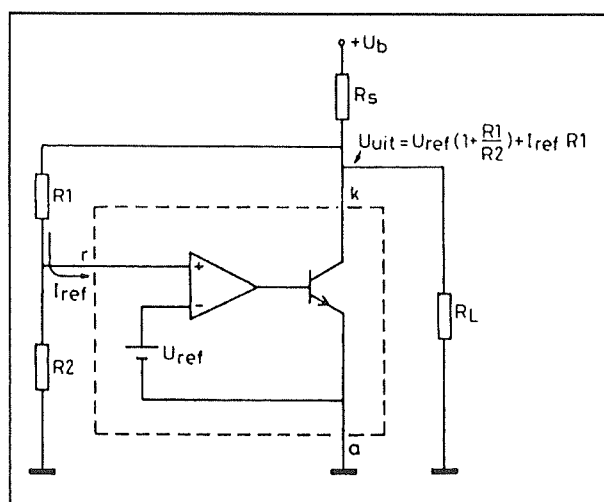 +Ub
Rs
Uuit = Uref (1+ R1/R2) + Iref R1
R1
k
r
+
Iref
−
RL
R2
Uref
a